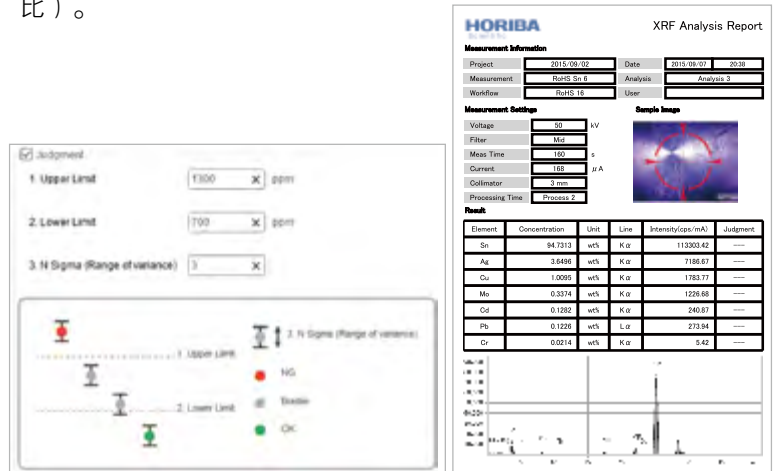 比）。
Judgment
1. Upper Limit 1300 ppm
2. Lower Limit 700 ppm
3. N Sigma (Range of variance) 3
3. N Sigma (Range of variance)
1. Upper Limit
NG
2. Lower Limit
Border
OK
HORIBA
XRF Analysis Report
Measurement Information
Project 2015/09/02 Date 2015/09/07 20:38
Measurement RoHS Sn 6 Analysis Analysis 3
Workflow RoHS 16 User
Measurement Settings Sample Image
Voltage 50 kV
Filter Mid
Meas Time 160 s
Current 168 μA
Collimator 3 mm
Processing Time Process 2
Result
Element Concentration Unit Line Intensity(cps/mA) Judgment
Sn 94.7313 wt% Kα 113303.42 ----
Ag 3.6496 wt% Kα 7186.67 ----
Cu 1.0095 wt% Kα 1783.77 ----
Mo 0.3374 wt% Kα 1226.68 ----
Cd 0.1282 wt% Kα 240.87 ----
Pb 0.1226 wt% Lα 273.94 ----
Cr 0.0214 wt% Kα 5.42 ----